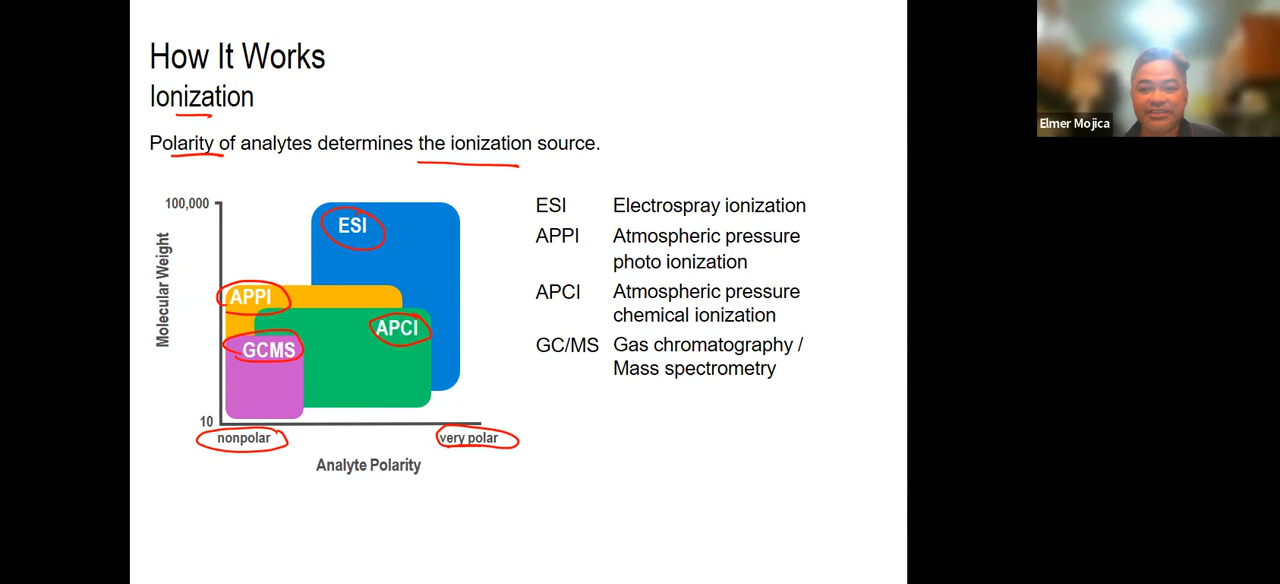 How It Works
Ionization
Polarity of analytes determines the ionization source.
100,000
Molecular Weight
10
ESI
APPI
APCI
GCMS
nonpolar
very polar
Analyte Polarity
ESI Electrospray ionization
APPI Atmospheric pressure
photo ionization
APCI Atmospheric pressure
chemical ionization
GC/MS Gas chromatography /
Mass spectrometry
Elmer Mojica